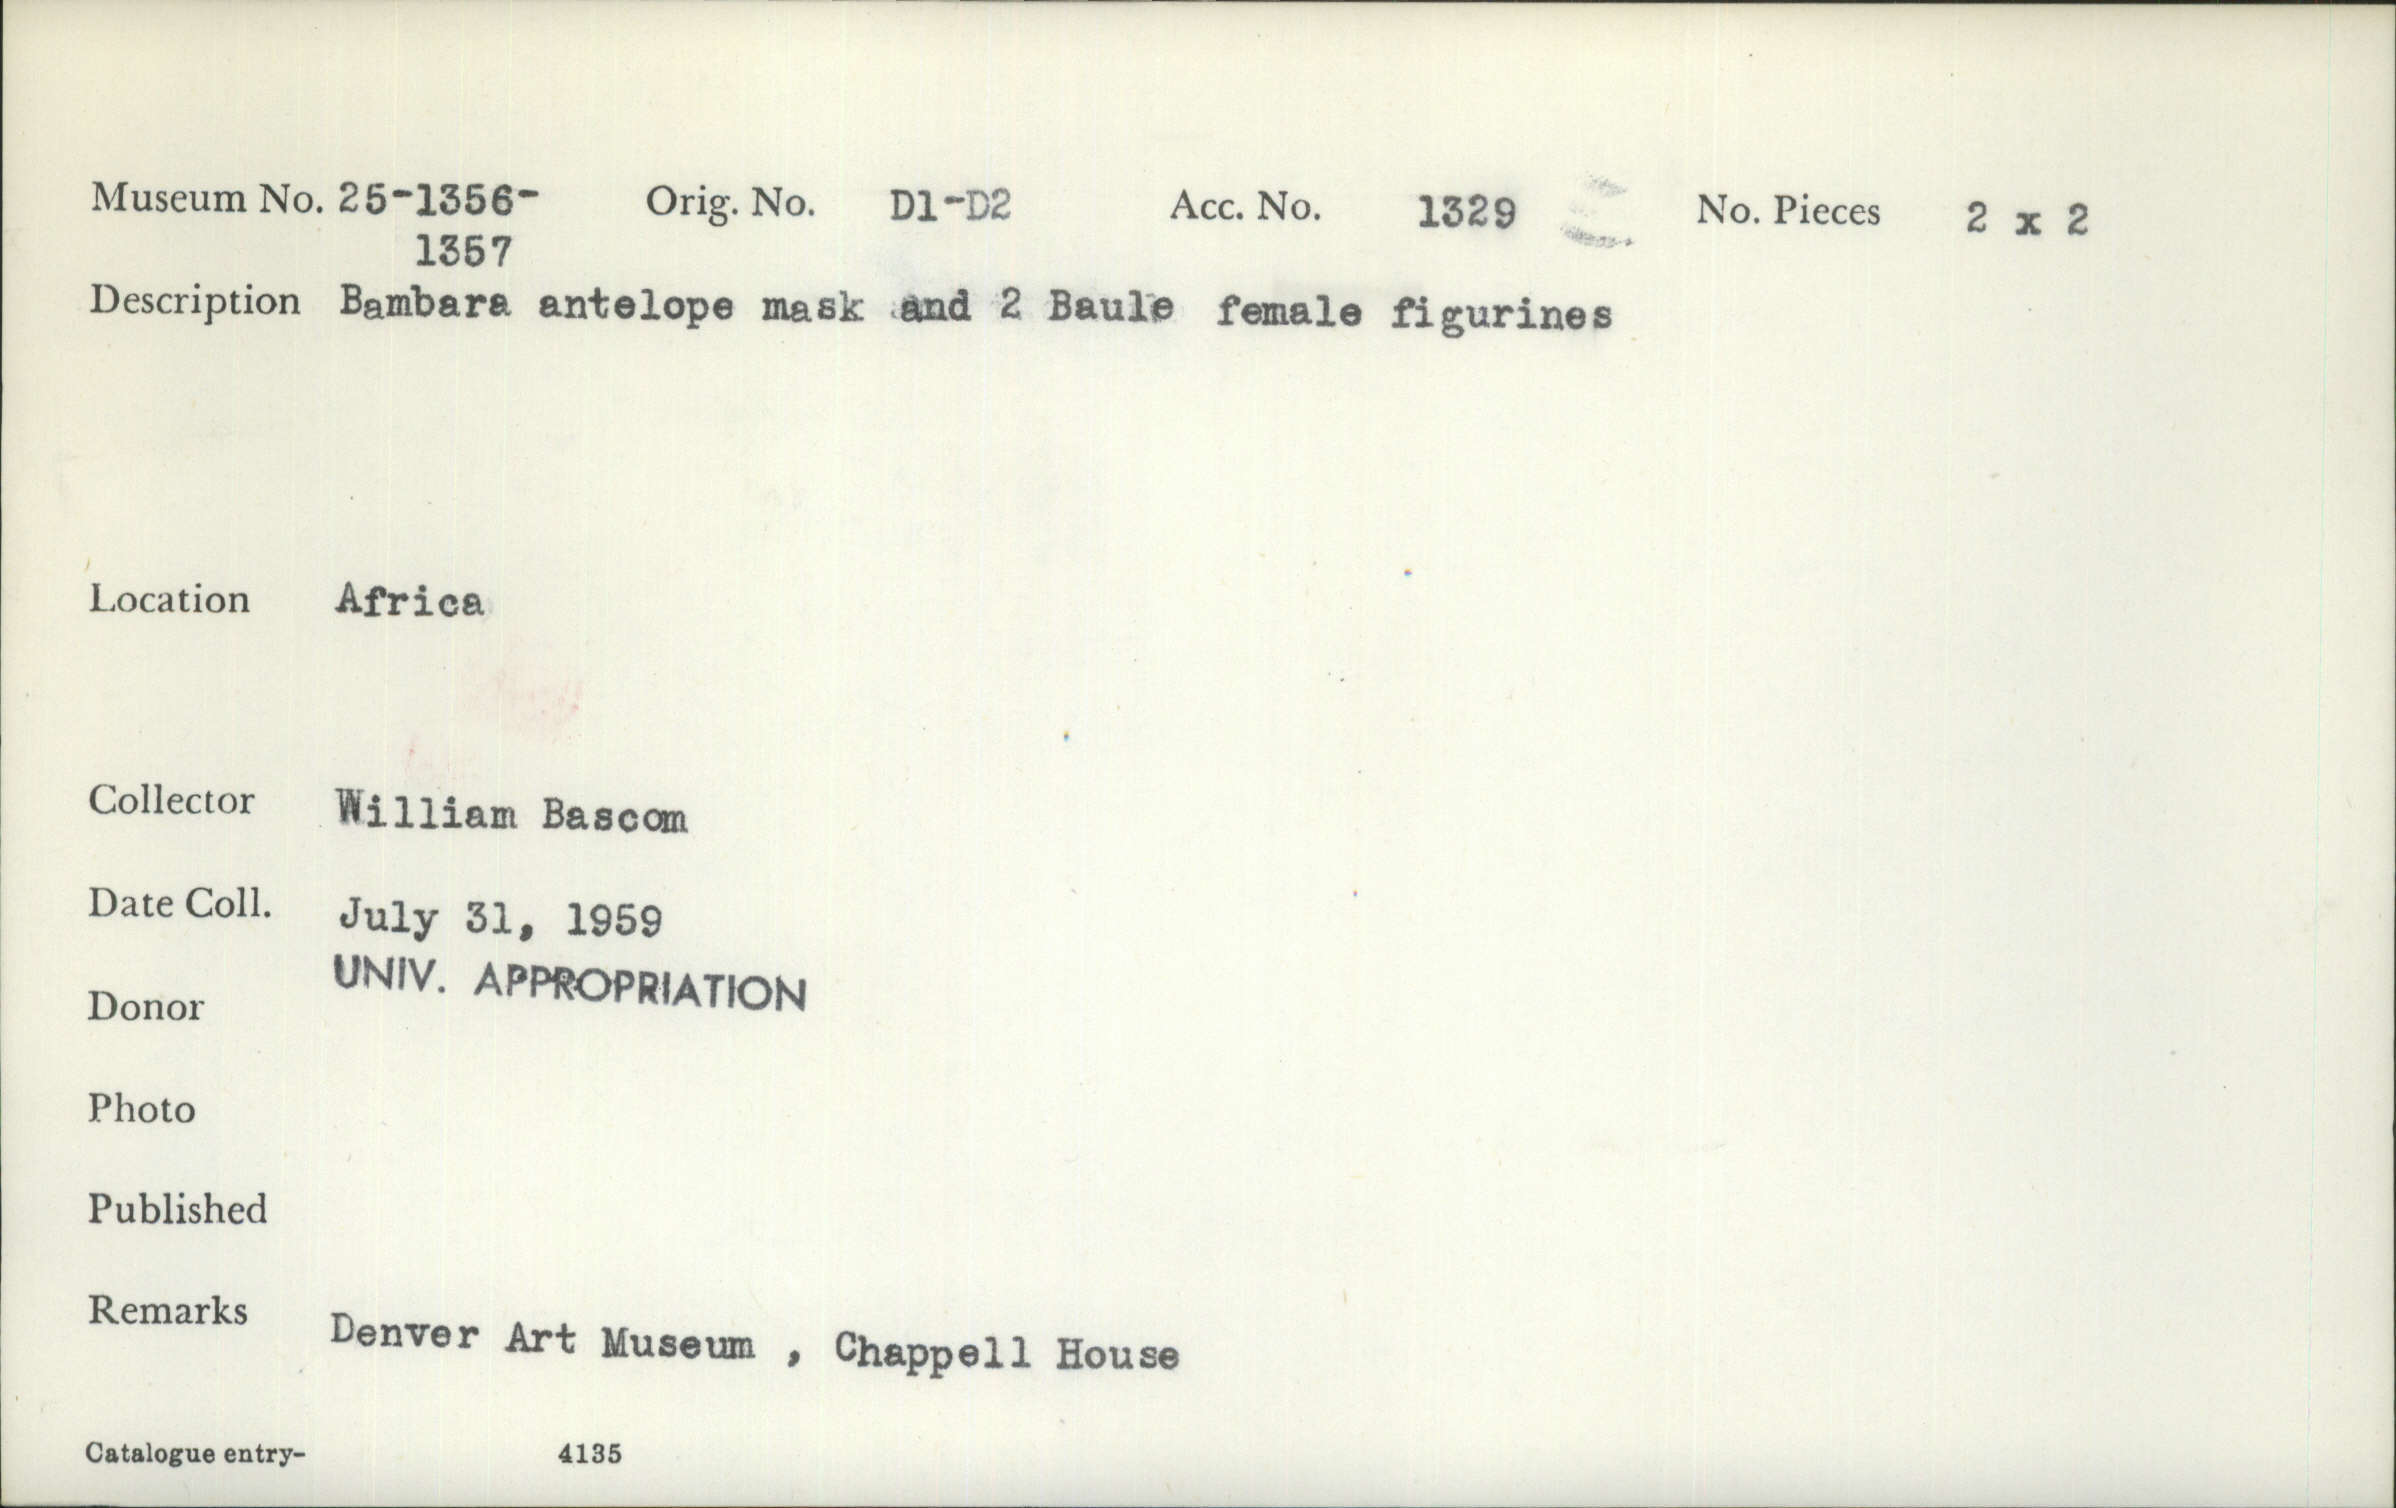 Museum No. 25-1356- Orig. No. D1-D2 Acc. No. 1329 No. Pieces 2 x 2
1357
Description Bambara antelope mask and 2 Baule female figurines
Location Africa
Collector William Bascom
Date Coll. July 31, 1959
UNIV. APPROPRIATION
Donor
Photo
Published
Remarks Denver Art Museum , Chappell House
Catalogue entry- 4135